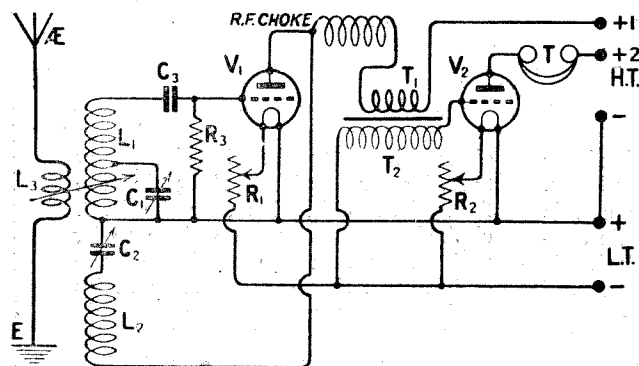 Æ
R.F. CHOKE
+1
C₃
V₁
T₁
V₂
T
+2
H.T.
L₁
R₃
-
L₃
C₁
R₁
T₂
R₂
+
C₂
L.T.
-
L₂
E